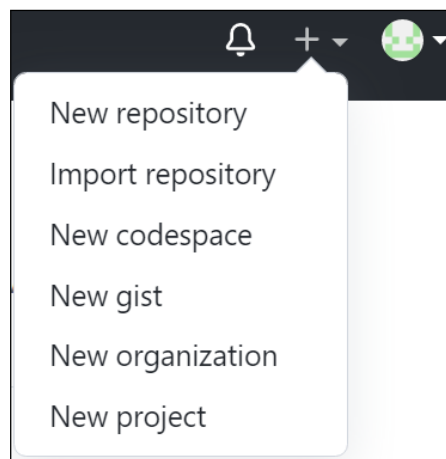 New repository
Import repository
New codespace
New gist
New organization
New project